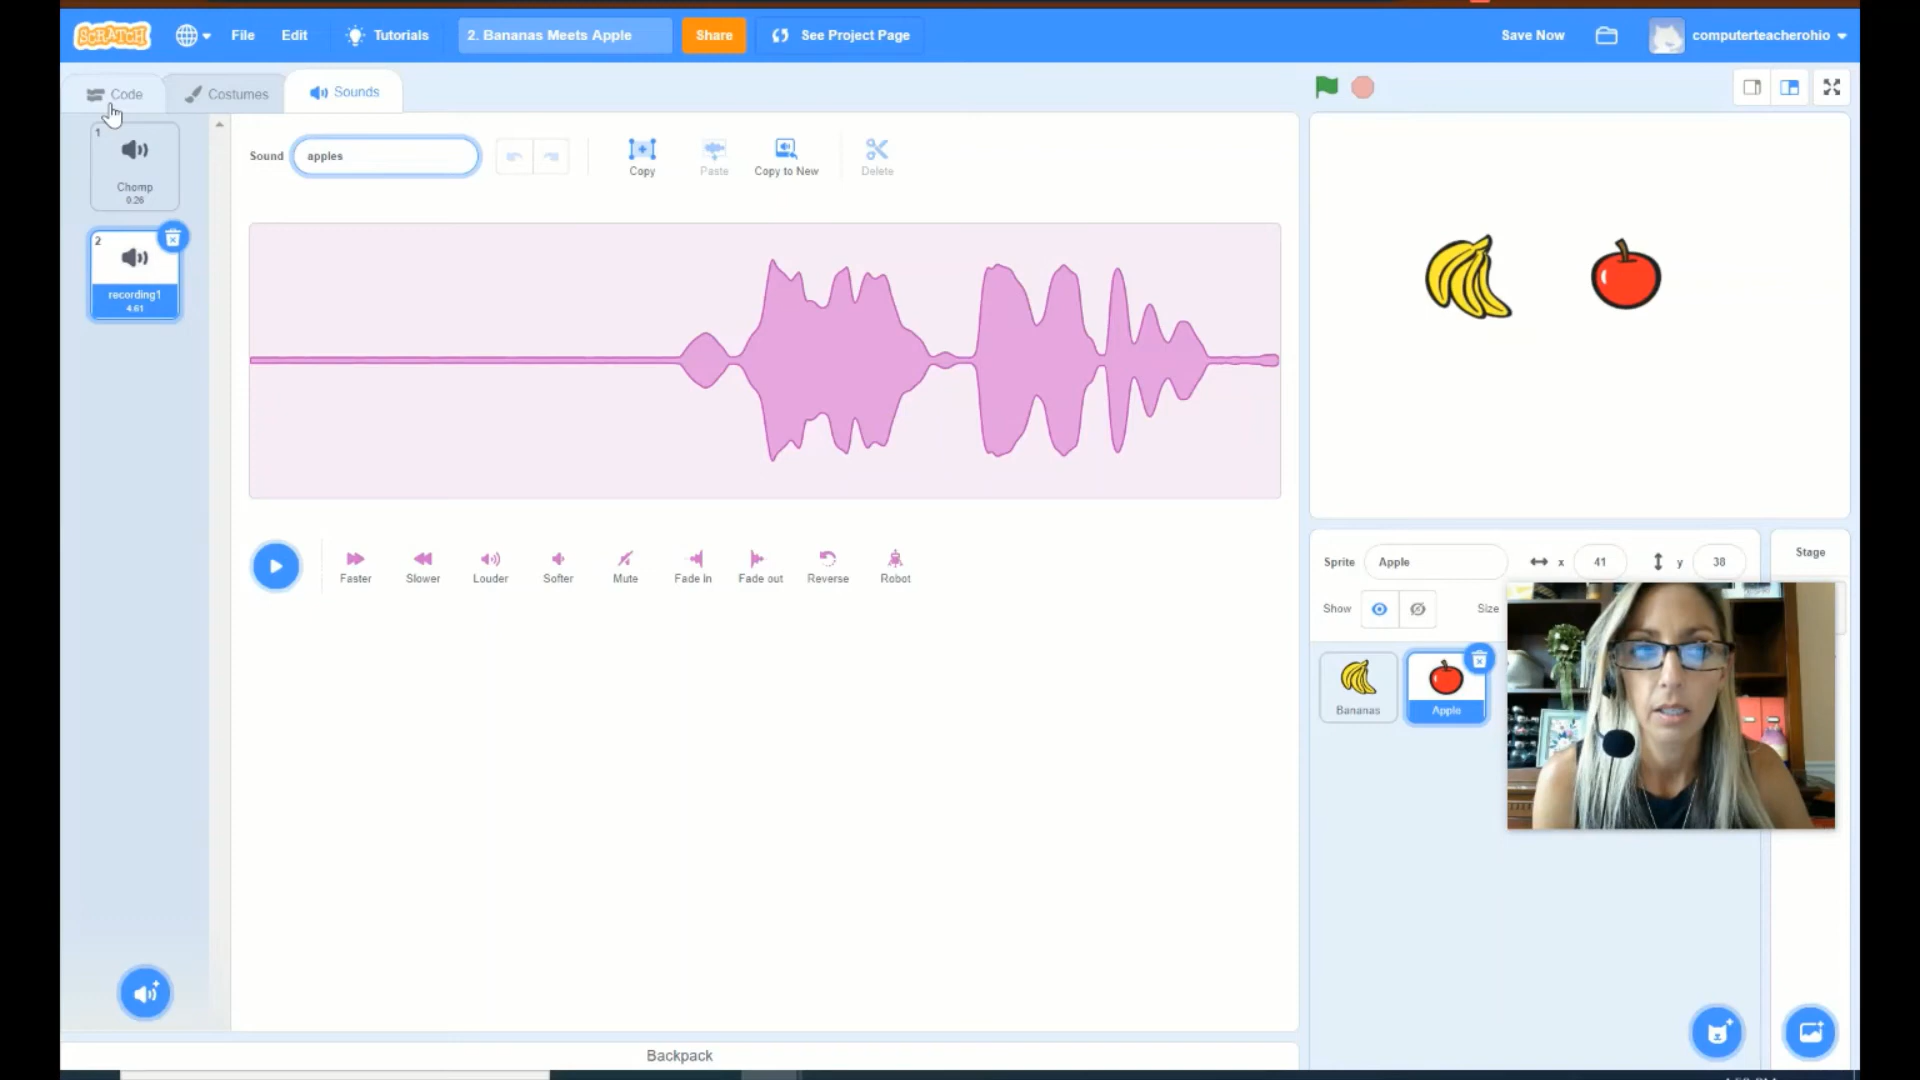 SCRATCH File Edit Tutorials 2. Bananas Meets Apple Share See Project Page Save Now computerteacherohio
Code Costumes Sounds
1
Chomp
0.26
2
recording1
4.61
Sound apples Copy Paste Copy to New Delete
Faster Slower Louder Softer Mute Fade in Fade out Reverse Robot
Sprite Apple x 41 y 38
Show Size
Bananas Apple
Stage
Backpack